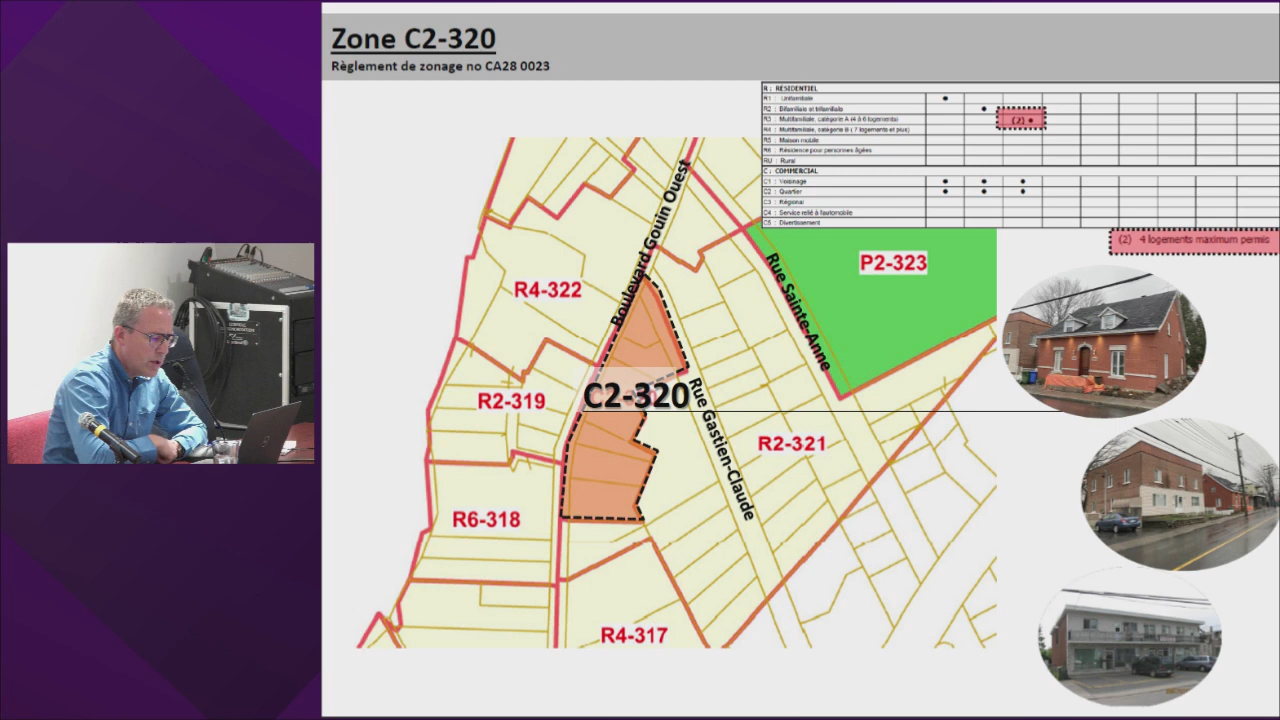 Zone C2-320
Règlement de zonage no CA28 0023
R : RÉSIDENTIEL
R1 : Unifamiliale
R2 : Bifamiliale et trifamiliale
R3 : Multifamiliale, catégorie A (4 à 6 logements)
(2) •
R4 : Multifamiliale, catégorie B ( 7 logements et plus)
R5 : Maison mobile
R6 : Résidence pour personnes âgées
RU : Rural
C : COMMERCIAL
C1 : Voisinage
C2 : Quartier
C3 : Régional
C4 : Service relié à l'automobile
C5 : Divertissement
(2) 4 logements maximum permis
Boulevard Gouin Ouest
Rue Sainte-Anne
P2-323
R4-322
C2-320
R2-319
Rue Gastien-Claude
R2-321
R6-318
R4-317